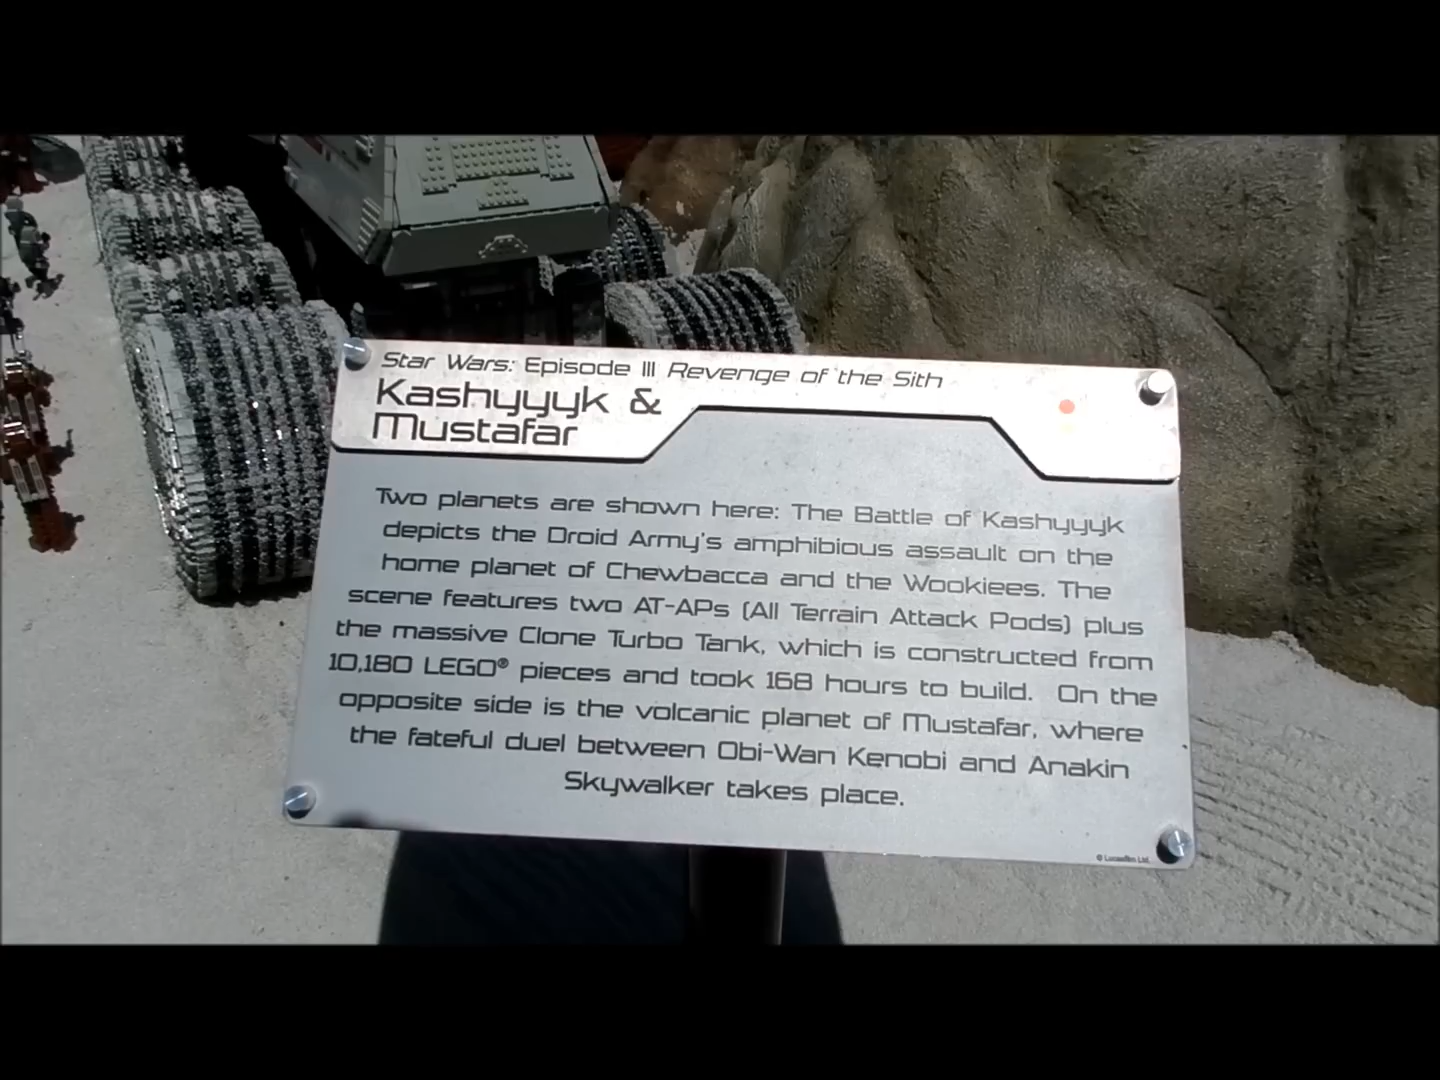 Star Wars: Episode III Revenge of the Sith
Kashyyyk &
Mustafar
Two planets are shown here: The Battle of Kashyyyk
depicts the Droid Army's amphibious assault on the
home planet of Chewbacca and the Wookiees. The
scene features two AT-APs (All Terrain Attack Pods) plus
the massive Clone Turbo Tank, which is constructed from
10,180 LEGO® pieces and took 168 hours to build. On the
opposite side is the volcanic planet of Mustafar, where
the fateful duel between Obi-Wan Kenobi and Anakin
Skywalker takes place.
© Lucasfilm Ltd.